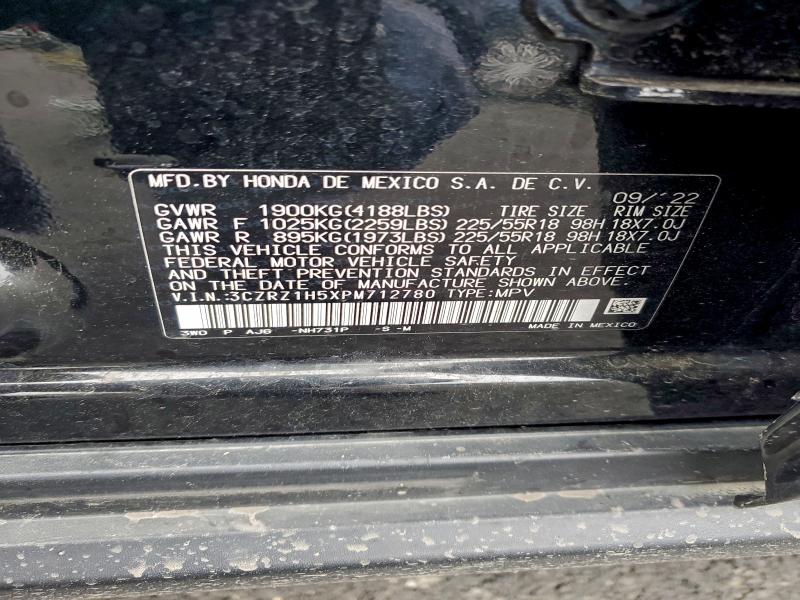 MFD.BY HONDA DE MEXICO S.A. DE C.V.
09/'22
GVWR 1900KG(4188LBS) TIRE SIZE RIM SIZE
GAWR F 1025KG(2259LBS) 225/55R18 98H 18X7.0J
GAWR R 895KG(1973LBS) 225/55R18 98H 18X7.0J
THIS VEHICLE CONFORMS TO ALL APPLICABLE
FEDERAL MOTOR VEHICLE SAFETY
AND THEFT PREVENTION STANDARDS IN EFFECT
ON THE DATE OF MANUFACTURE SHOWN ABOVE.
V.I.N.:3CZRZ1H5XPM712780 TYPE:MPV
3W0 P AJ6 -NH731P -S-M MADE IN MEXICO